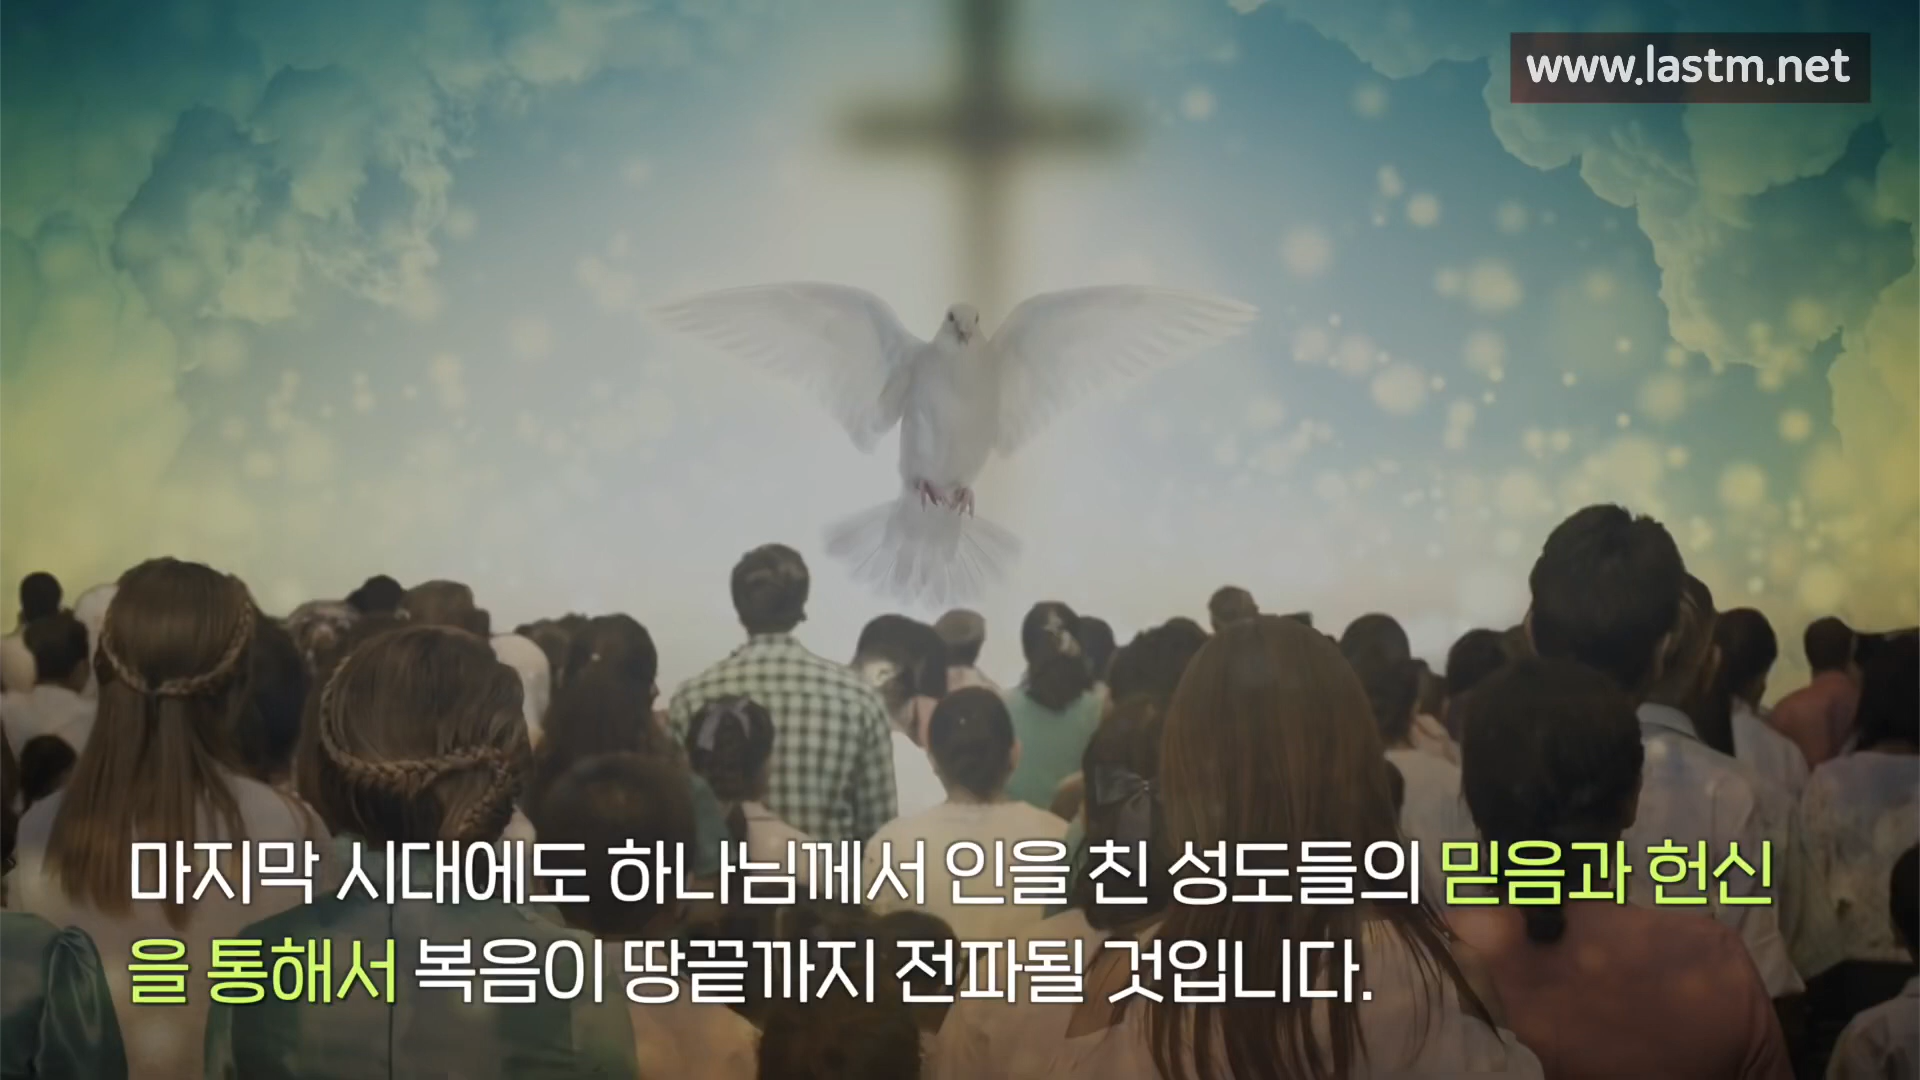 www.lastm.net
마지막 시대에도 하나님께서 인을 친 성도들의 믿음과 헌신
을 통해서 복음이 땅끝까지 전파될 것입니다.